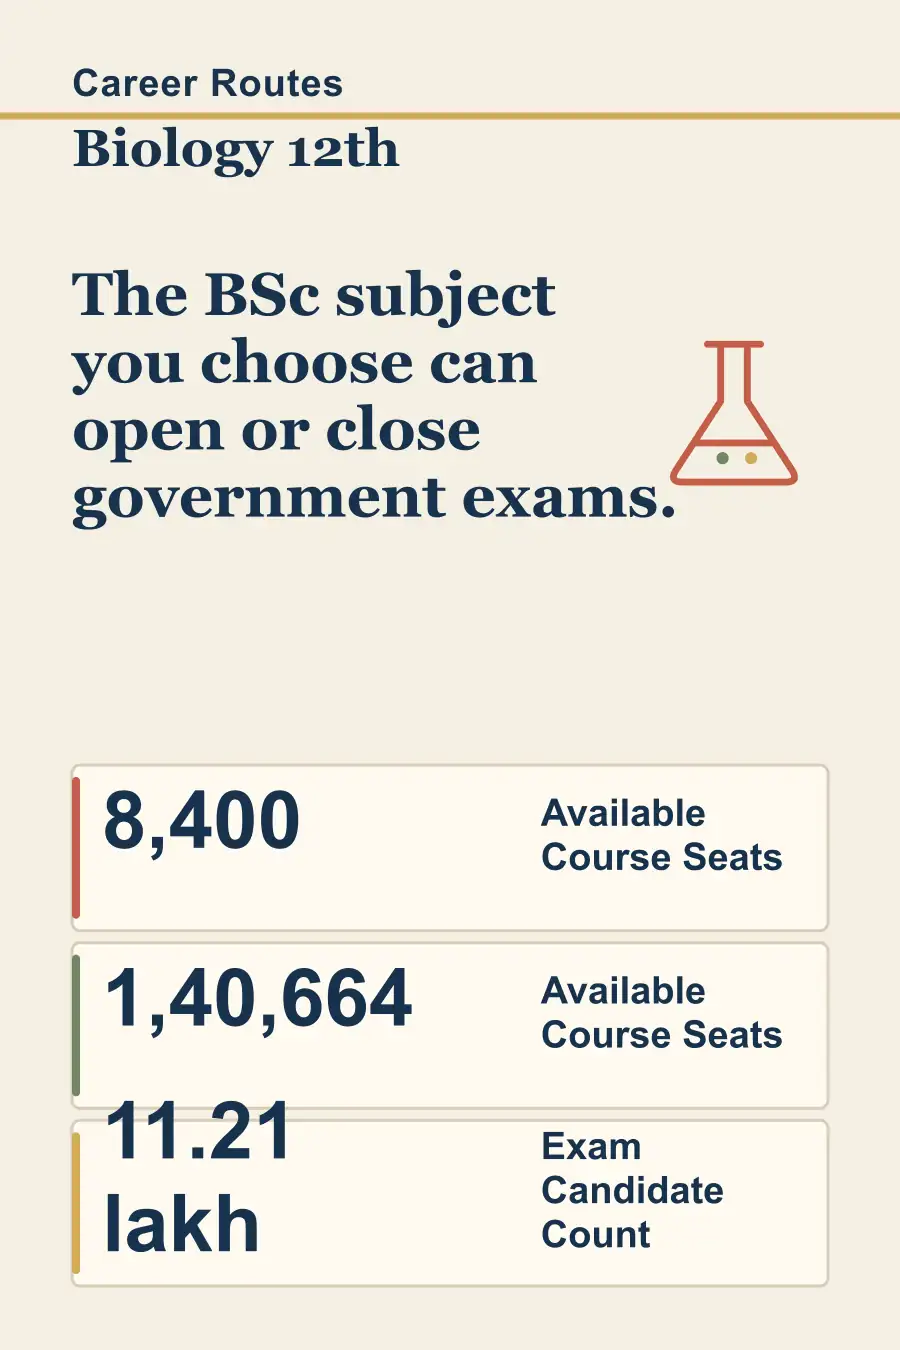 Career Routes
Biology 12th
The BSc subject
you choose can
open or close
government exams.
8,400
Available
Course Seats
1,40,664
Available
Course Seats
11.21
lakh
Exam
Candidate
Count